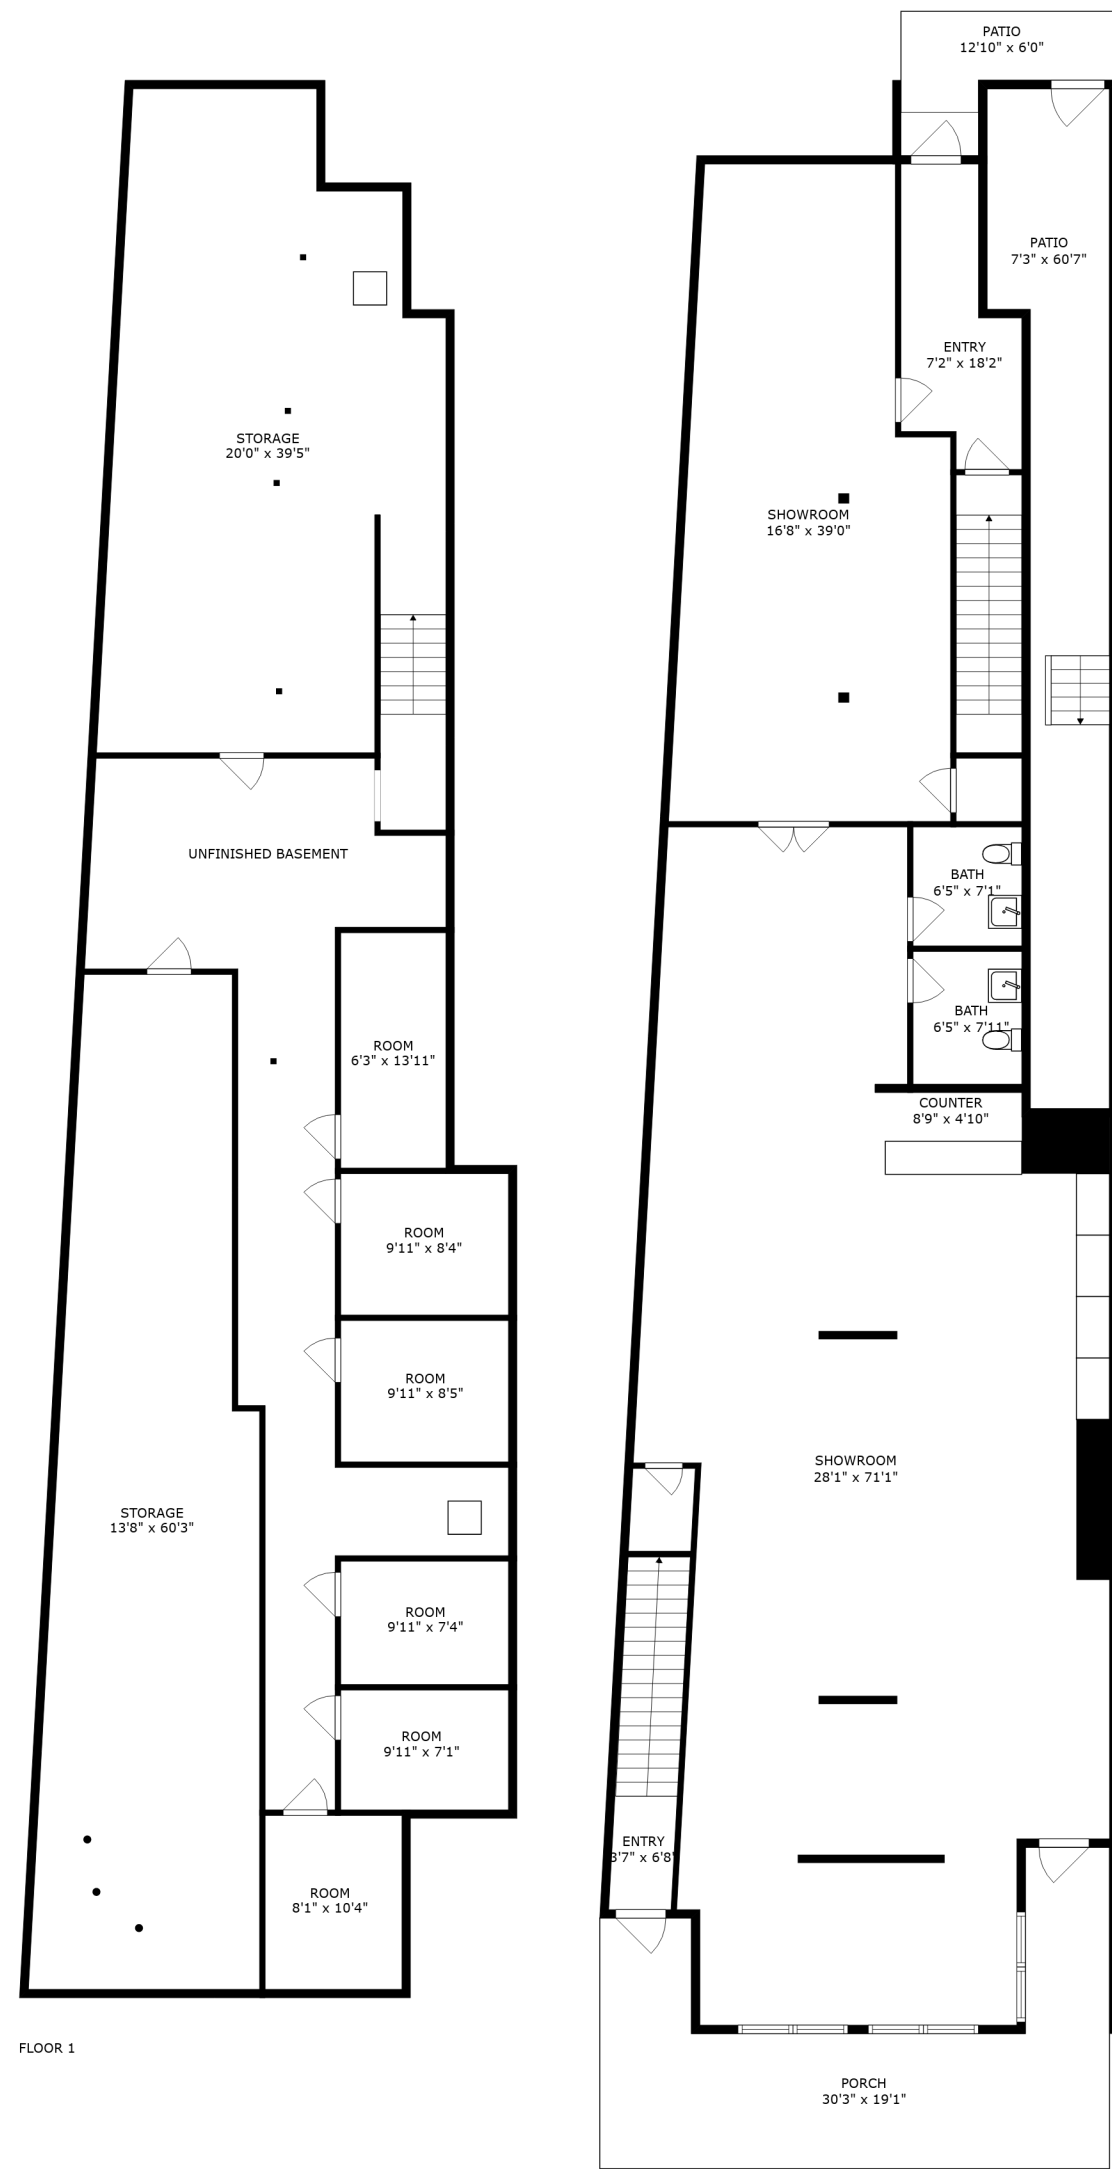 PATIO
12'10" x 6'0"
PATIO
7'3" x 60'7"
ENTRY
7'2" x 18'2"
STORAGE
20'0" x 39'5"
SHOWROOM
16'8" x 39'0"
UNFINISHED BASEMENT
BATH
6'5" x 7'1"
BATH
6'5" x 7'11"
ROOM
6'3" x 13'11"
COUNTER
8'9" x 4'10"
ROOM
9'11" x 8'4"
ROOM
9'11" x 8'5"
SHOWROOM
28'1" x 71'1"
STORAGE
13'8" x 60'3"
ROOM
9'11" x 7'4"
ROOM
9'11" x 7'1"
ENTRY
3'7" x 6'8"
ROOM
8'1" x 10'4"
FLOOR 1
PORCH
30'3" x 19'1"